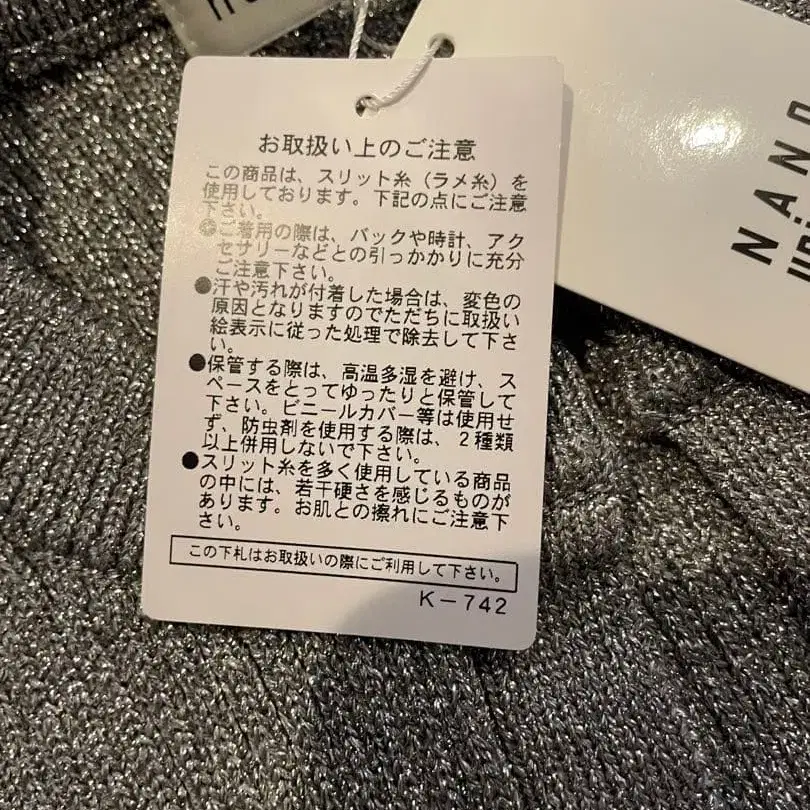 お取扱い上のご注意
この商品は、スリット糸（ラメ糸）を
使用しております。下記の点にご注意
下さい。
●ご着用の際は、バックや時計、アク
セサリーなどとの引っかかりに充分
ご注意下さい。
●汗や汚れが付着した場合は、変色の
原因となりますのでただちに取扱い
絵表示に従った処理で除去して下さ
い。
●保管する際は、高温多湿を避け、ス
ペースをとってゆったりと保管して
下さい。ビニールカバー等は使用せ
ず、防虫剤を使用する際は、２種類
以上併用しないで下さい。
●スリット糸を多く使用している商品
の中には、若干硬さを感じるものが
あります。お肌との擦れにご注意下
さい。
この下札はお取扱いの際にご利用して下さい。
K－742